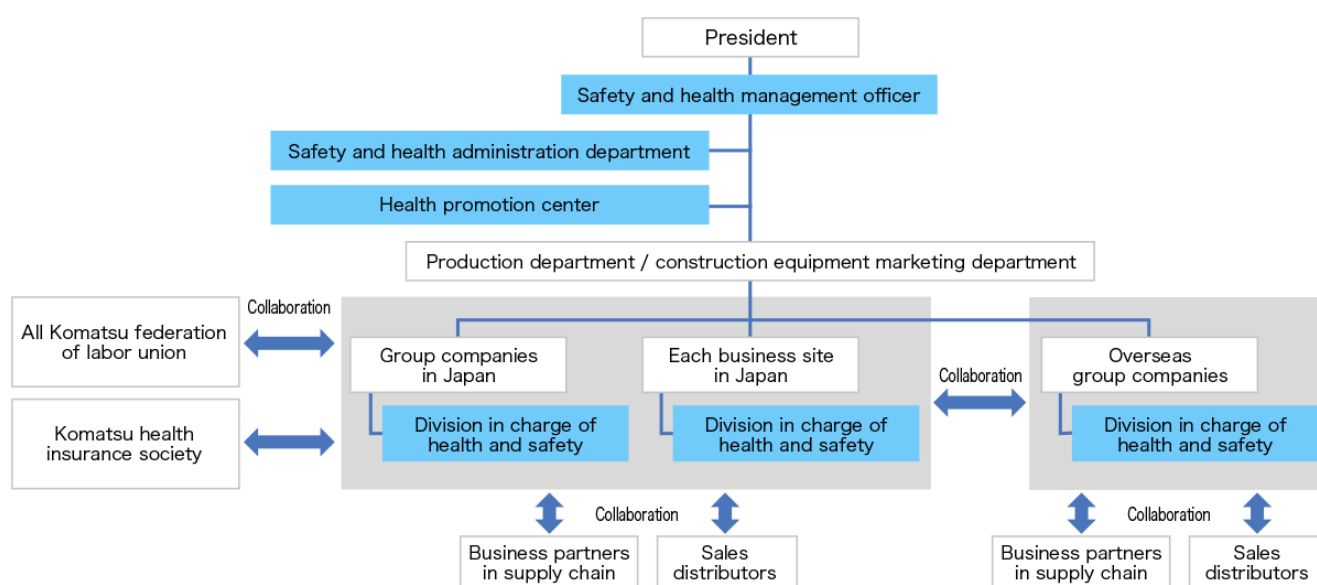 President
Safety and health management officer
Safety and health administration department
Health promotion center
Production department / construction equipment marketing department
All Komatsu federation
of labor union
Collaboration
Komatsu health
insurance society
Group companies
in Japan
Division in charge of
health and safety
Each business site
in Japan
Division in charge of
health and safety
Collaboration
Overseas
group companies
Division in charge of
health and safety
Collaboration
Business partners
in supply chain
Sales
distributors
Collaboration
Business partners
in supply chain
Sales
distributors